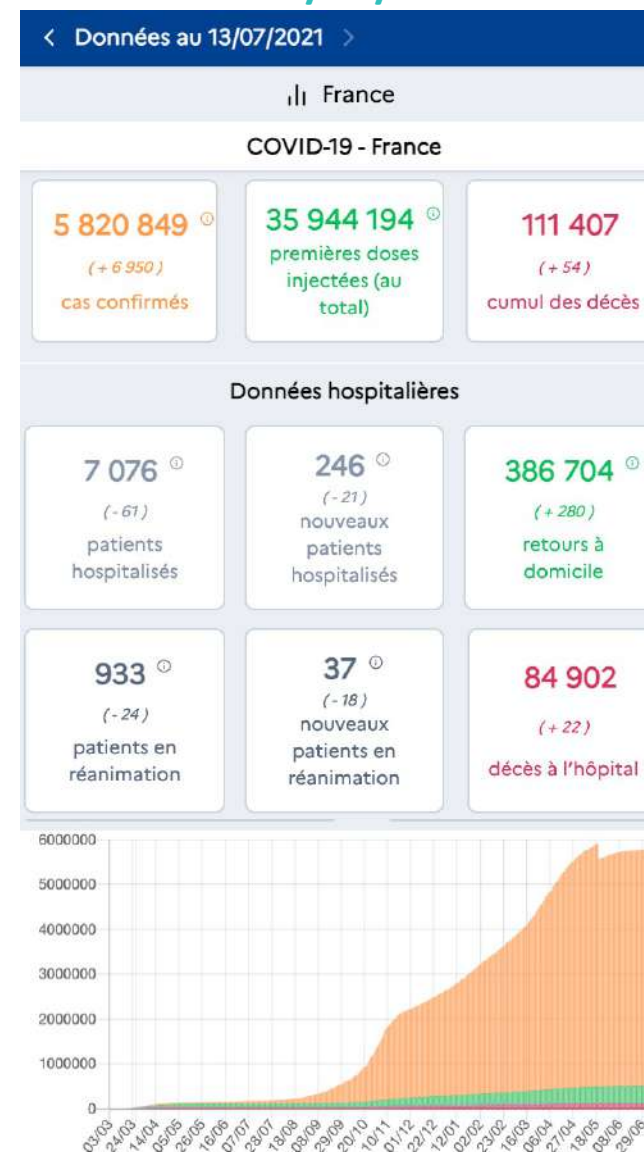 < Données au 13/07/2021 >
France
COVID-19 - France
5 820 849
(+ 6 950)
cas confirmés
35 944 194
premières doses
injectées (au
total)
111 407
(+ 54)
cumul des décès
Données hospitalières
7 076
(- 61)
patients
hospitalisés
246
(- 21)
nouveaux
patients
hospitalisés
386 704
(+ 280)
retours à
domicile
933
(- 24)
patients en
réanimation
37
(- 18)
nouveaux
patients en
réanimation
84 902
(+ 22)
décès à l'hôpital
6000000
5000000
4000000
3000000
2000000
1000000
0
03/03 24/03 14/04 05/05 26/05 16/06 07/07 28/07 18/08 08/09 29/09 20/10 10/11 01/12 22/12 12/01 02/02 23/02 16/03 06/04 27/04 18/05 08/06 29/06